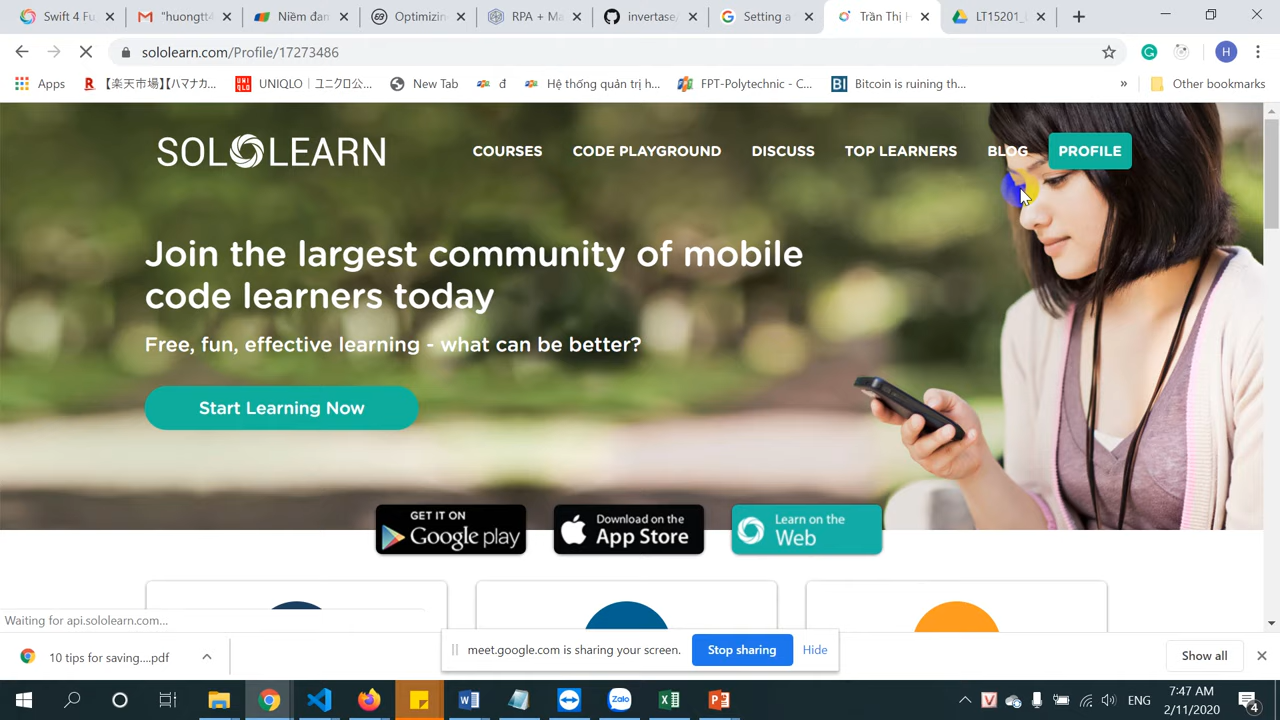 Swift 4 Fu
"huongtt4
Niềm đan
Optimizin
RPA + Ma
invertase/
Setting a
Trần Thị H
LT15201_
sololearn.com/Profile/17273486
H
Apps
【楽天市場】【ハマナカ...
UNIQLO｜ユニクロ公...
New Tab
đ
Hệ thống quản trị h...
FPT-Polytechnic - C...
BI
Bitcoin is ruining th...
»
Other bookmarks
SOLOLEARN
COURSES
CODE PLAYGROUND
DISCUSS
TOP LEARNERS
BLOG
PROFILE
Join the largest community of mobile
code learners today
Free, fun, effective learning - what can be better?
Start Learning Now
GET IT ON
Google play
Download on the
App Store
Learn on the
Web
Waiting for api.sololearn.com...
10 tips for saving....pdf
meet.google.com is sharing your screen.
Stop sharing
Hide
Show all
Zalo
ENG
7:47 AM
2/11/2020
4